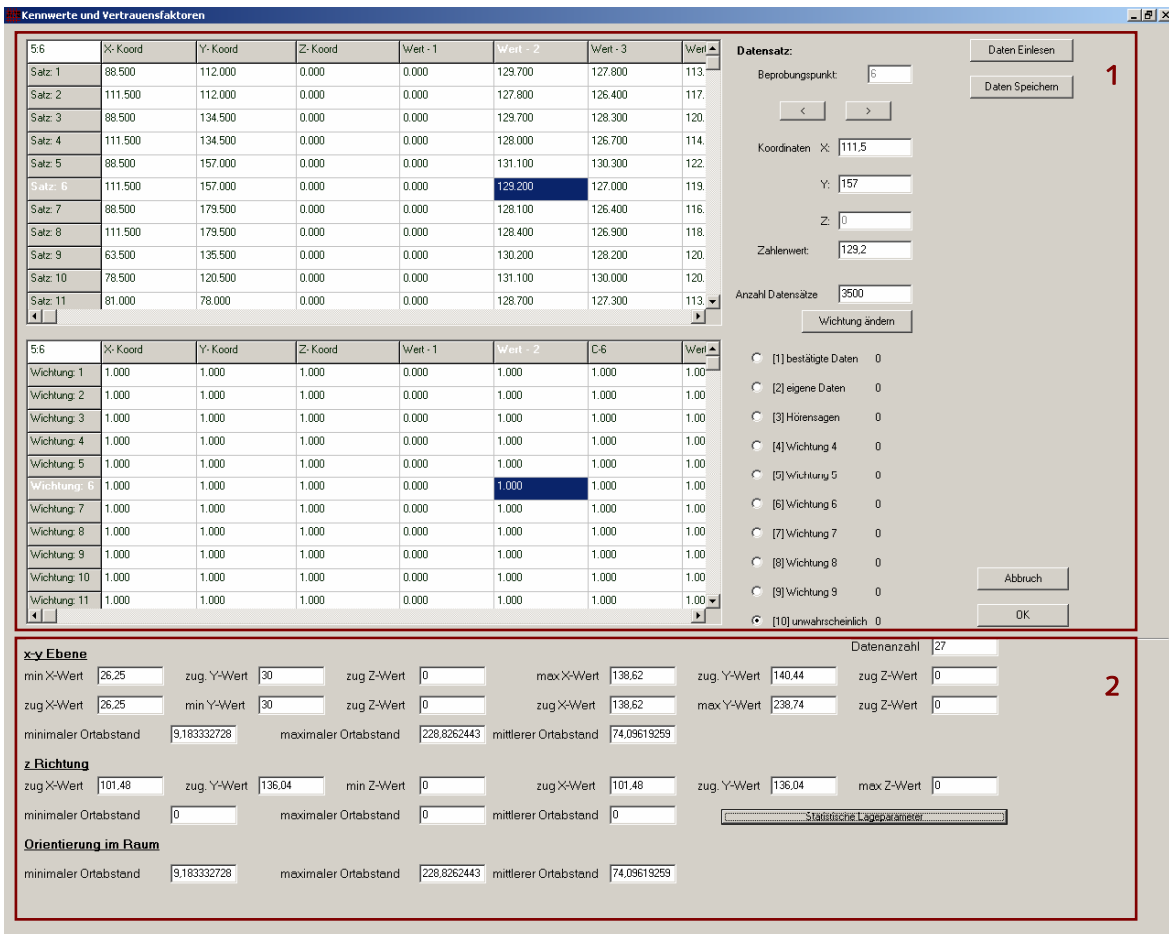 Kennwerte und Vertrauensfaktoren
5:6 X- Koord Y- Koord Z- Koord Wert - 1 Wert - 2 Wert - 3 Wert
Satz: 1 88.500 112.000 0.000 0.000 129.700 127.800 113.
Satz: 2 111.500 112.000 0.000 0.000 127.800 126.400 117.
Satz: 3 88.500 134.500 0.000 0.000 129.700 128.300 120.
Satz: 4 111.500 134.500 0.000 0.000 128.000 126.700 114.
Satz: 5 88.500 157.000 0.000 0.000 131.100 130.300 122.
Satz: 6 111.500 157.000 0.000 0.000 129.200 127.000 119.
Satz: 7 88.500 179.500 0.000 0.000 128.100 126.400 116.
Satz: 8 111.500 179.500 0.000 0.000 128.400 126.900 118.
Satz: 9 63.500 135.500 0.000 0.000 130.200 128.200 120.
Satz: 10 78.500 120.500 0.000 0.000 131.100 130.000 120.
Satz: 11 81.000 78.000 0.000 0.000 128.700 127.300 113.
Datensatz:
Beprobungspunkt: 6
< >
Koordinaten X: 111,5
Y: 157
Z: 0
Zahlenwert: 129,2
Anzahl Datensätze 3500
Wichtung ändern
Daten Einlesen
Daten Speichern
1
5:6 X- Koord Y- Koord Z- Koord Wert - 1 Wert - 2 C-6 Wert
Wichtung: 1 1.000 1.000 1.000 0.000 1.000 1.000 1.00
Wichtung: 2 1.000 1.000 1.000 0.000 1.000 1.000 1.00
Wichtung: 3 1.000 1.000 1.000 0.000 1.000 1.000 1.00
Wichtung: 4 1.000 1.000 1.000 0.000 1.000 1.000 1.00
Wichtung: 5 1.000 1.000 1.000 0.000 1.000 1.000 1.00
Wichtung: 6 1.000 1.000 1.000 0.000 1.000 1.000 1.00
Wichtung: 7 1.000 1.000 1.000 0.000 1.000 1.000 1.00
Wichtung: 8 1.000 1.000 1.000 0.000 1.000 1.000 1.00
Wichtung: 9 1.000 1.000 1.000 0.000 1.000 1.000 1.00
Wichtung: 10 1.000 1.000 1.000 0.000 1.000 1.000 1.00
Wichtung: 11 1.000 1.000 1.000 0.000 1.000 1.000 1.00
[1] bestätigte Daten 0
[2] eigene Daten 0
[3] Hörensagen 0
[4] Wichtung 4 0
[5] Wichtung 5 0
[6] Wichtung 6 0
[7] Wichtung 7 0
[8] Wichtung 8 0
[9] Wichtung 9 0
[10] unwahrscheinlich 0
Abbruch
OK
x-y Ebene Datenanzahl 27
min X-Wert 26,25 zug. Y-Wert 30 zug Z-Wert 0 max X-Wert 138,62 zug. Y-Wert 140,44 zug Z-Wert 0
2
zug X-Wert 26,25 min Y-Wert 30 zug Z-Wert 0 zug X-Wert 138,62 max Y-Wert 238,74 zug Z-Wert 0
minimaler Ortabstand 9,183332728 maximaler Ortabstand 228,8262443 mittlerer Ortabstand 74,09619259
z Richtung
zug X-Wert 101,48 zug. Y-Wert 136,04 min Z-Wert 0 zug X-Wert 101,48 zug. Y-Wert 136,04 max Z-Wert 0
minimaler Ortabstand 0 maximaler Ortabstand 0 mittlerer Ortabstand 0 Statistische Lageparameter
Orientierung im Raum
minimaler Ortabstand 9,183332728 maximaler Ortabstand 228,8262443 mittlerer Ortabstand 74,09619259